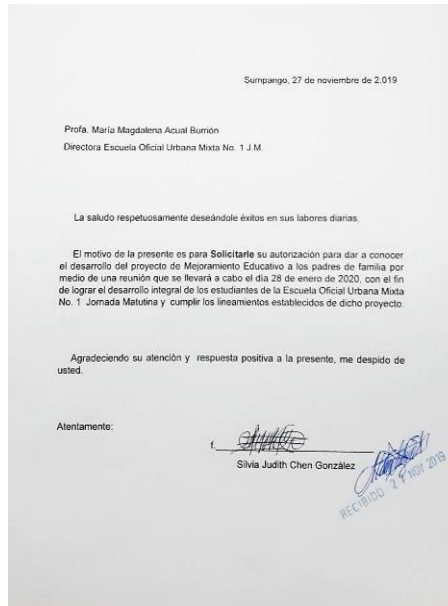 Sumpango, 27 de noviembre de 2,019
Profa. María Magdalena Acual Burrión
Directora Escuela Oficial Urbana Mixta No. 1 J.M.
La saludo respetuosamente deseándole éxitos en sus labores diarias.
El motivo de la presente es para Solicitarle su autorización para dar a conocer
el desarrollo del proyecto de Mejoramiento Educativo a los padres de familia por
medio de una reunión que se llevará a cabo el día 28 de enero de 2020, con el fin
de lograr el desarrollo integral de los estudiantes de la Escuela Oficial Urbana Mixta
No. 1 Jornada Matutina y cumplir los lineamientos establecidos de dicho proyecto.
Agradeciendo su atención y respuesta positiva a la presente, me despido de
usted.
Atentamente:
f.
Silvia Judith Chen González
RECIBIDO NOV 2019